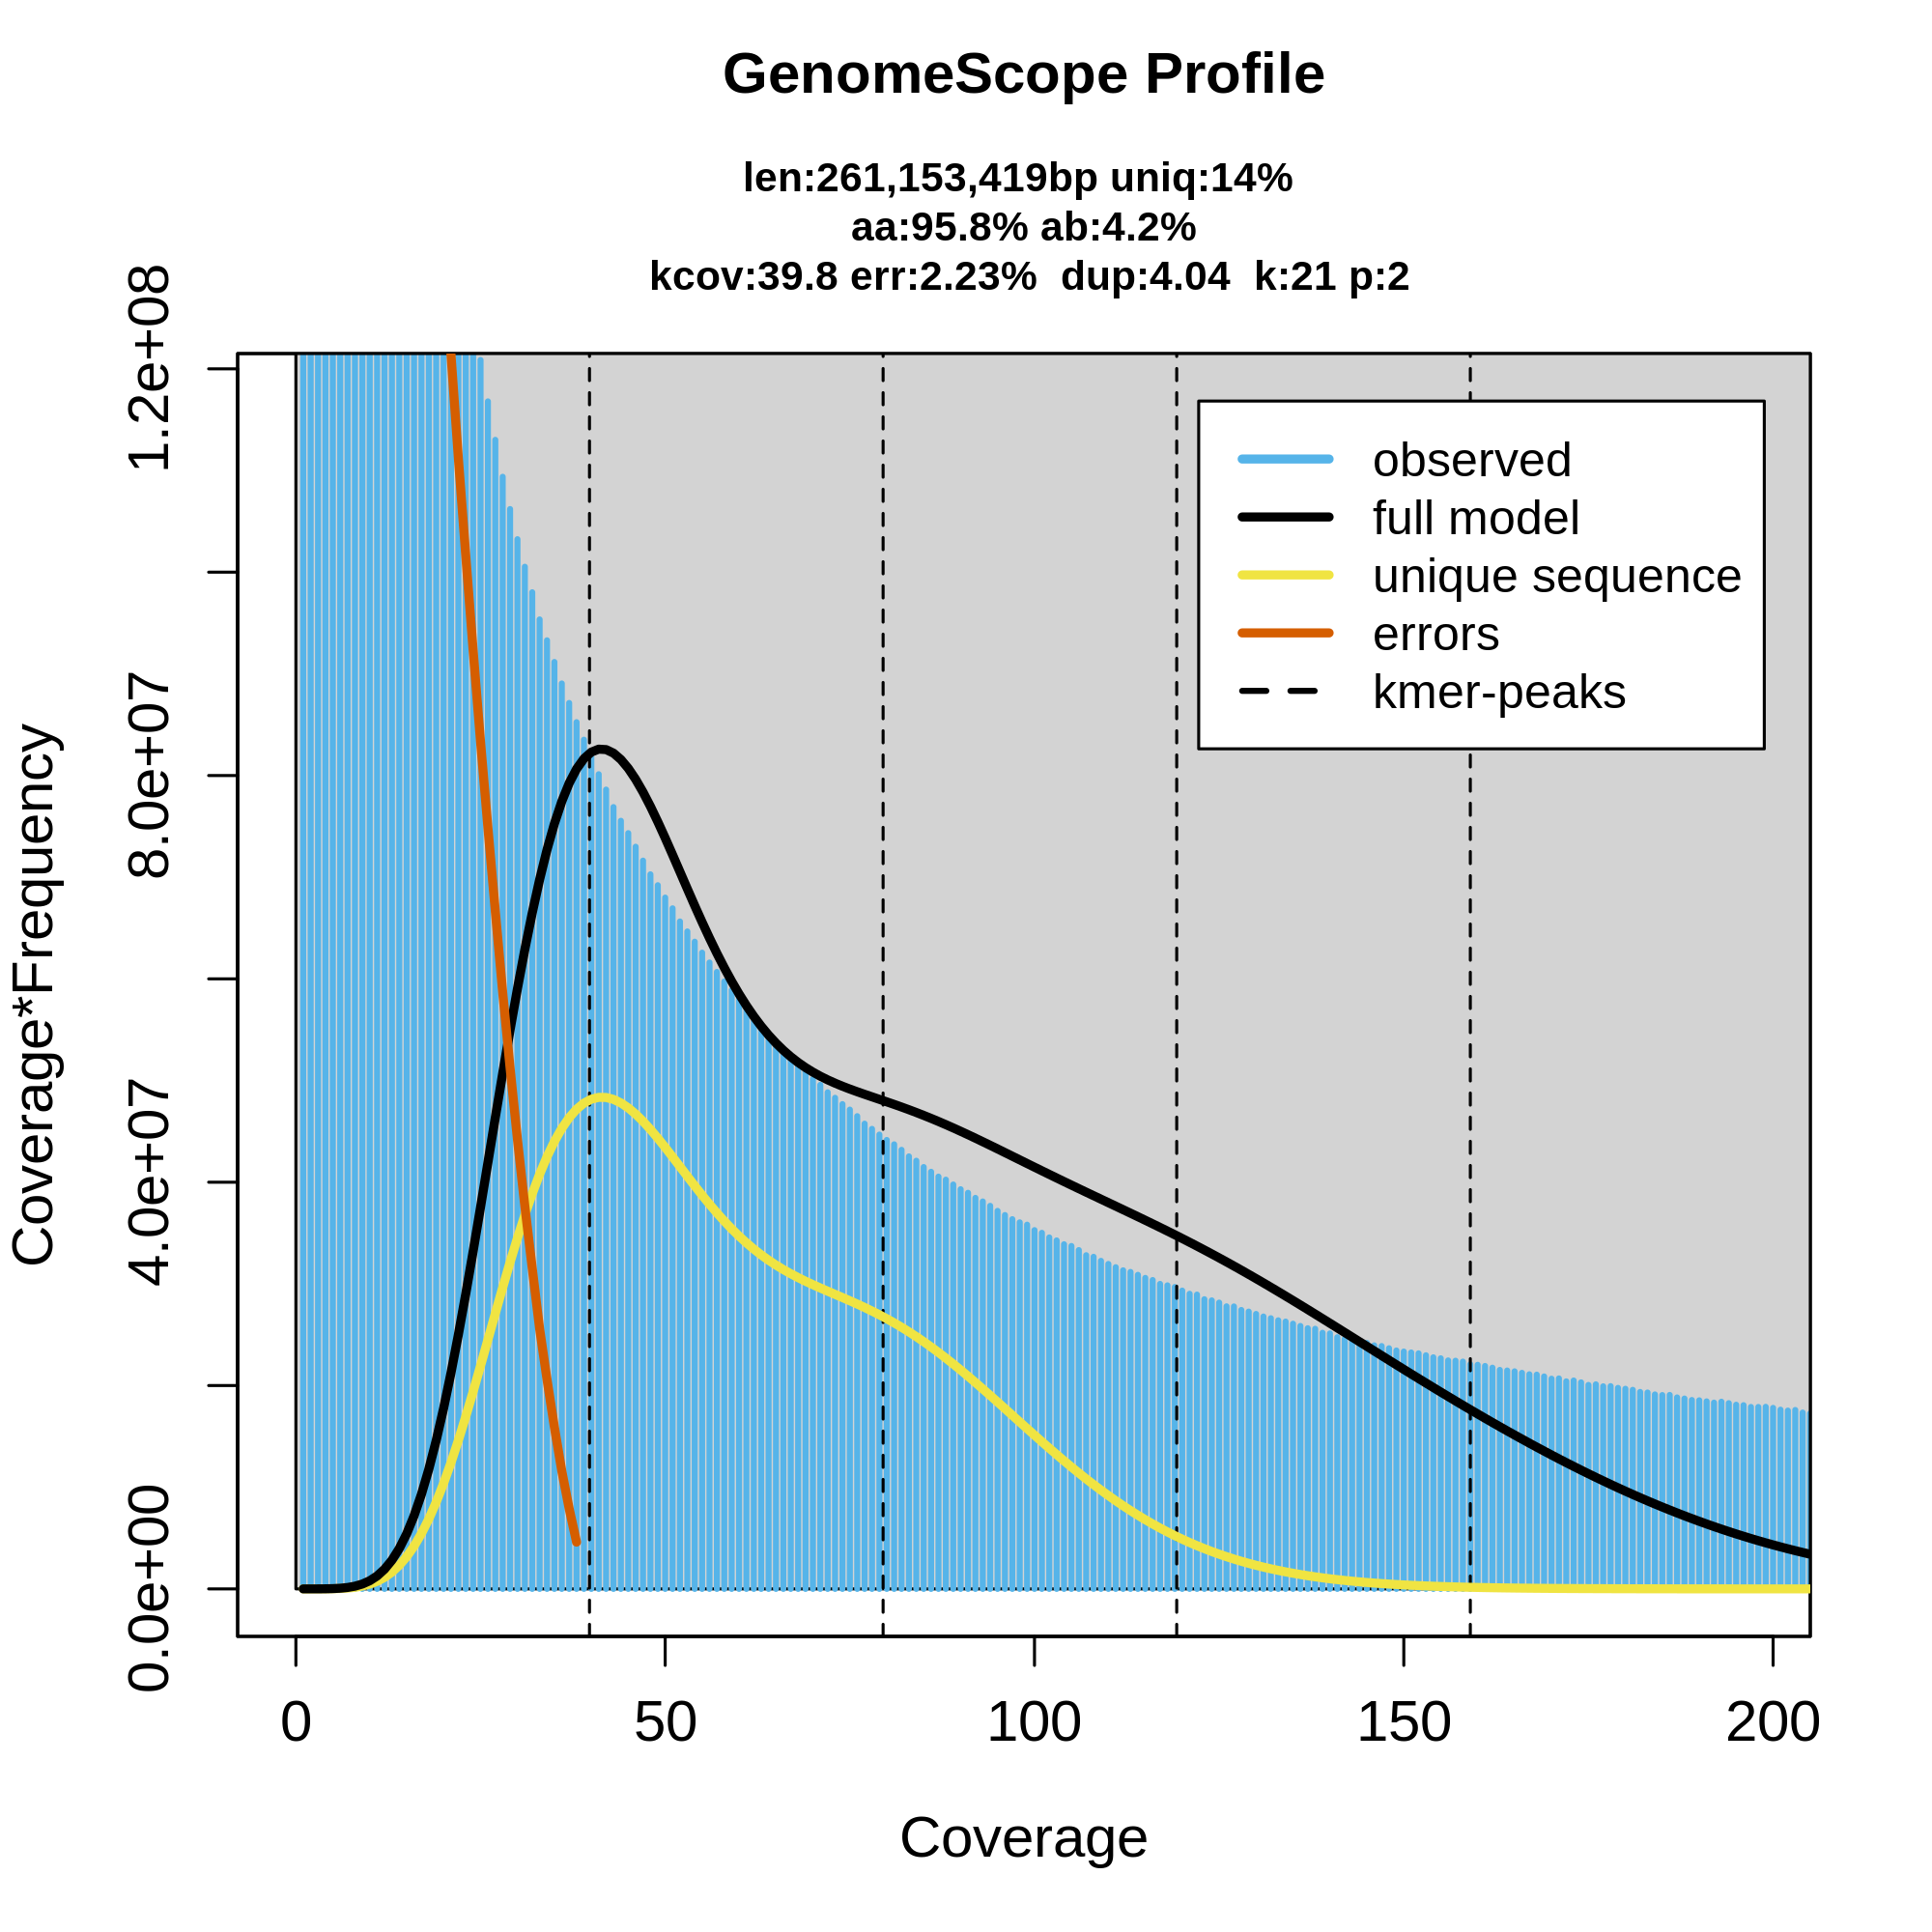 GenomeScope Profile
len:261,153,419bp uniq:14%
aa:95.8% ab:4.2%
kcov:39.8 err:2.23%  dup:4.04  k:21 p:2
observed
full model
unique sequence
errors
kmer-peaks
Coverage*Frequency
1.2e+08
8.0e+07
4.0e+07
0.0e+00
0 50 100 150 200
Coverage